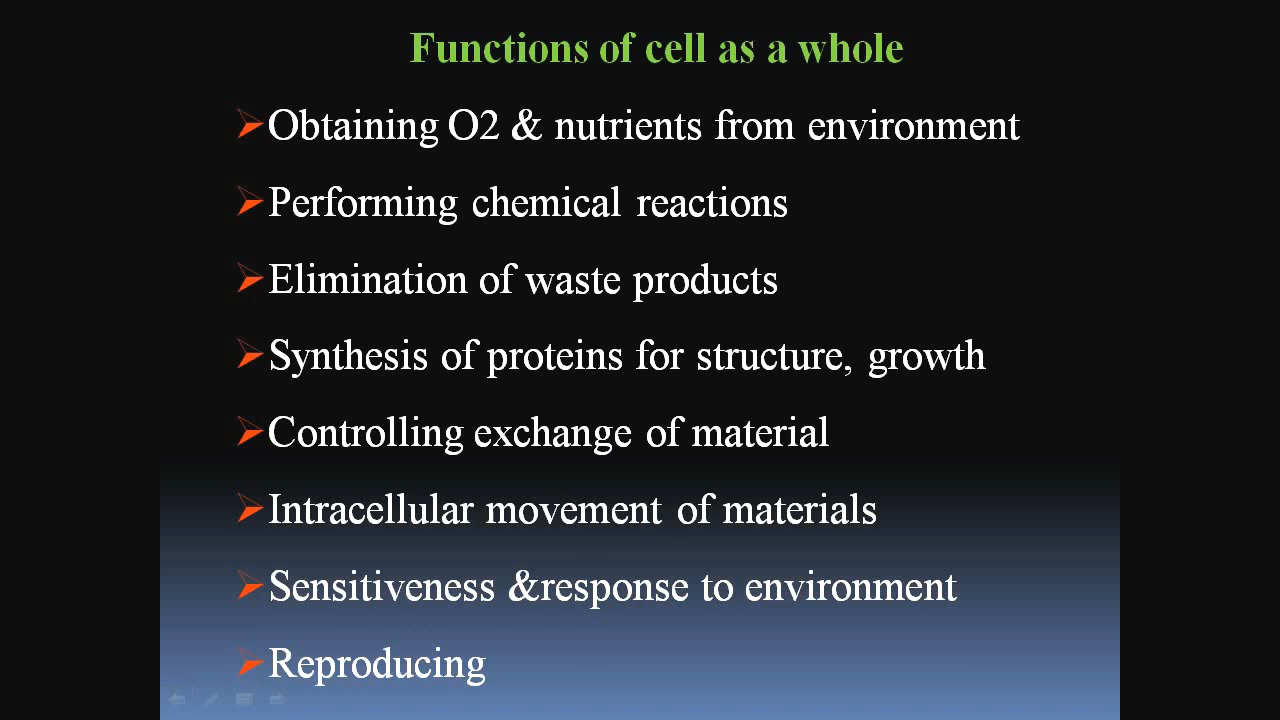 Functions of cell as a whole
Obtaining O2 & nutrients from environment
Performing chemical reactions
Elimination of waste products
Synthesis of proteins for structure, growth
Controlling exchange of material
Intracellular movement of materials
Sensitiveness &response to environment
Reproducing